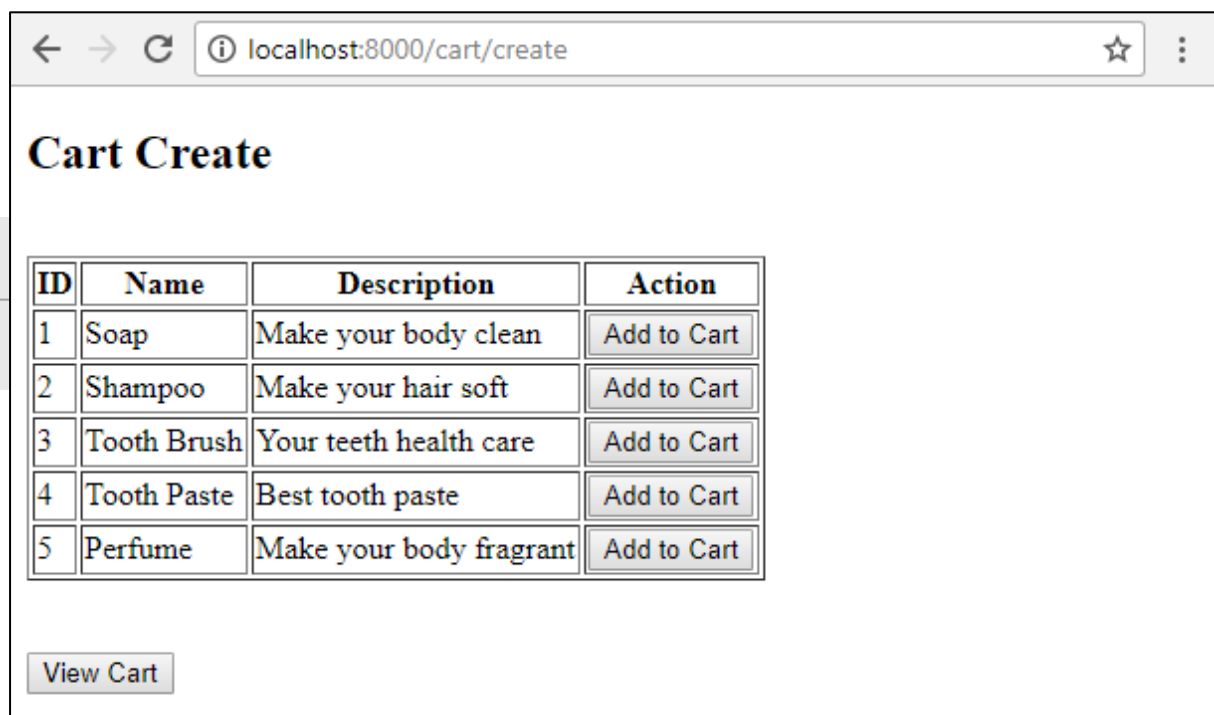 localhost:8000/cart/create
Cart Create
ID Name Description Action
1 Soap Make your body clean Add to Cart
2 Shampoo Make your hair soft Add to Cart
3 Tooth Brush Your teeth health care Add to Cart
4 Tooth Paste Best tooth paste Add to Cart
5 Perfume Make your body fragrant Add to Cart
View Cart